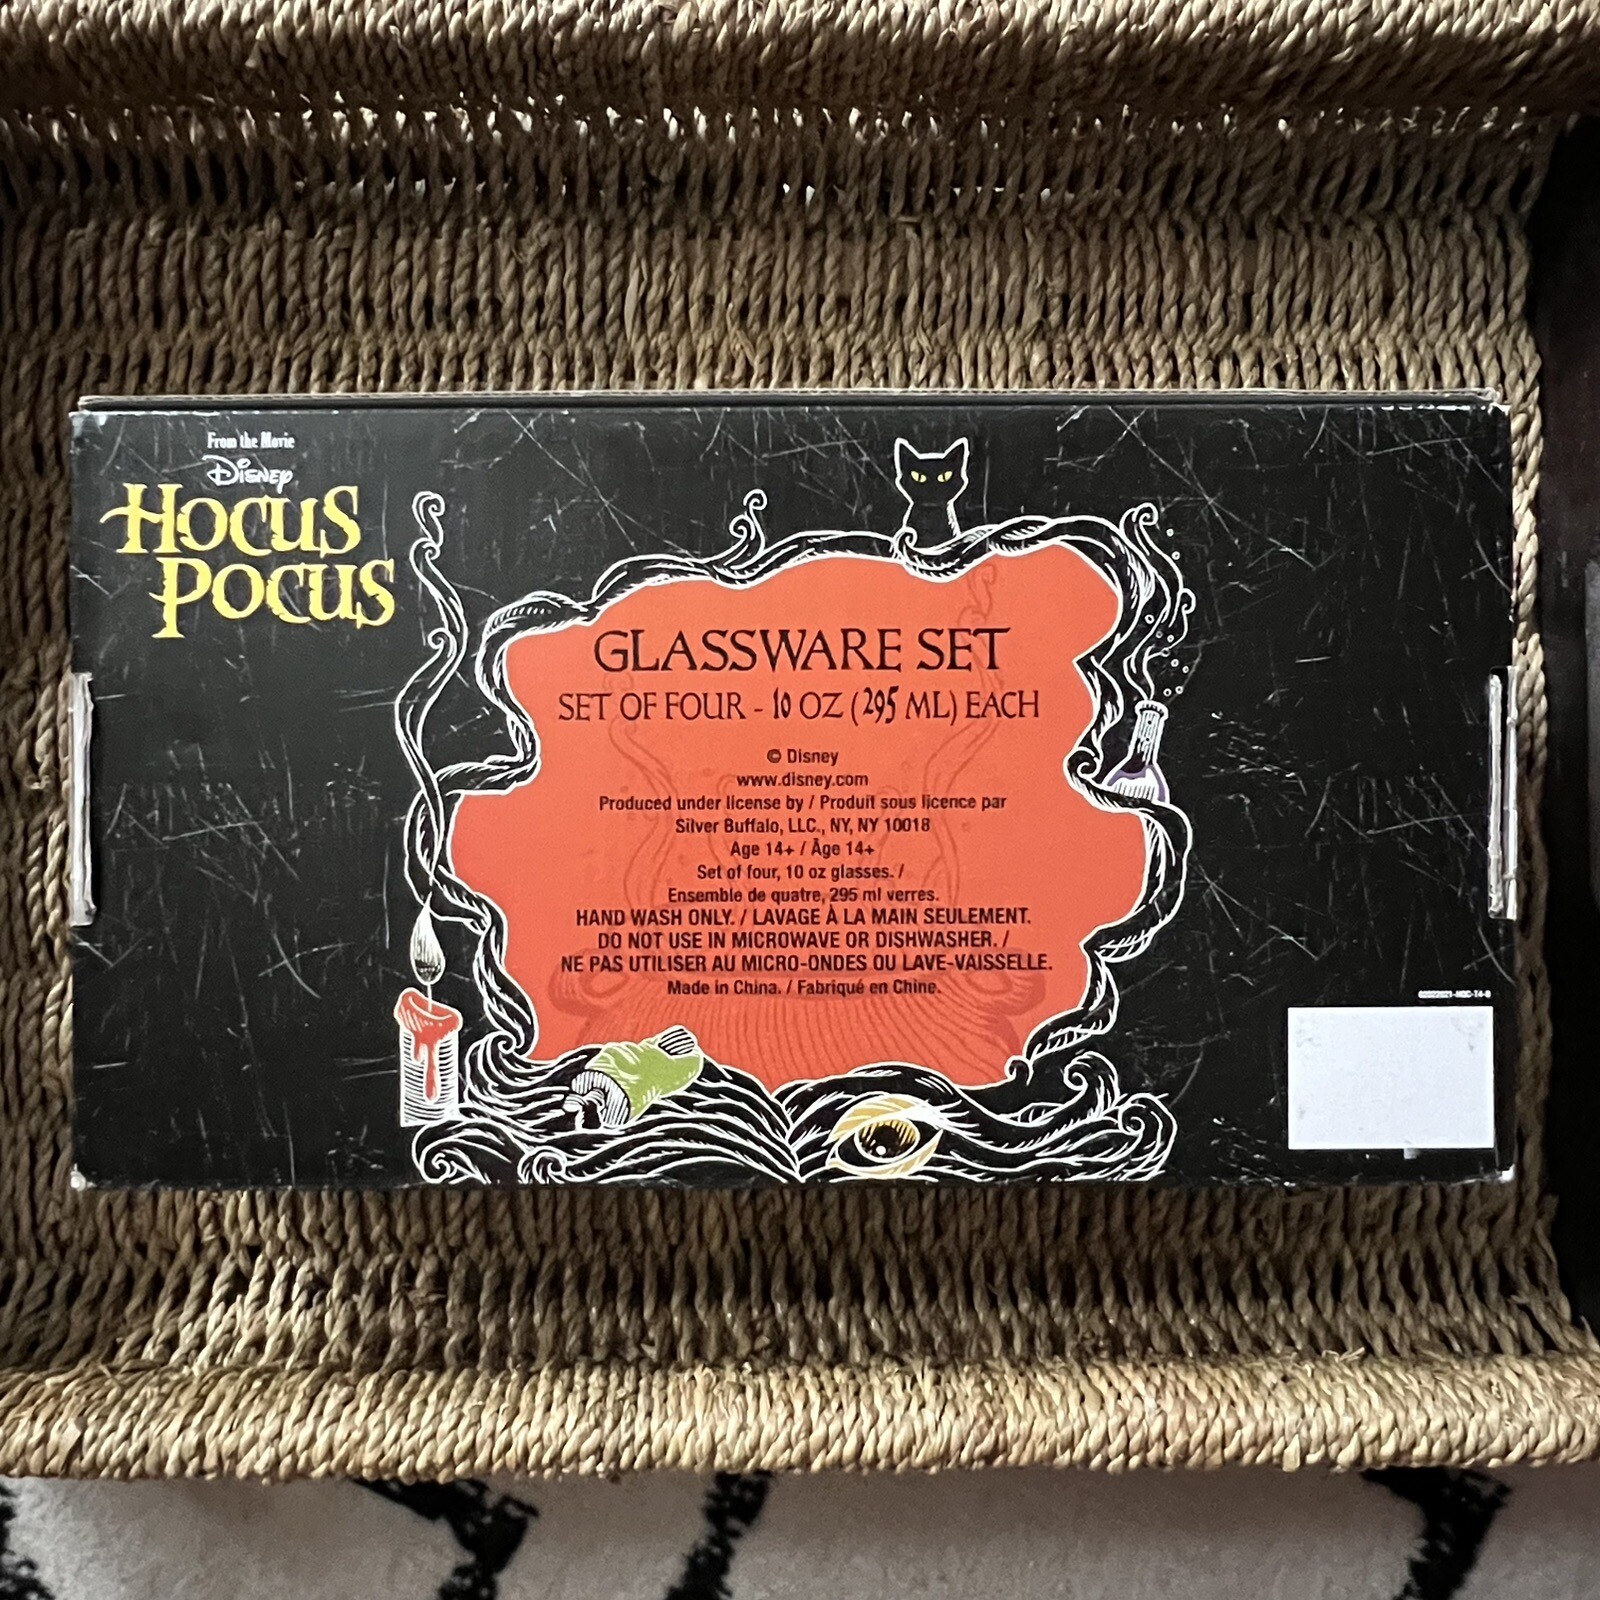 From the Movie
Disney
HOCUS
POCUS
GLASSWARE SET
SET OF FOUR - 10 OZ (295 ML) EACH
© Disney
www.disney.com
Produced under license by / Produit sous licence par
Silver Buffalo, LLC., NY, NY 10018
Age 14+ / Âge 14+
Set of four, 10 oz glasses. /
Ensemble de quatre, 295 ml verres.
HAND WASH ONLY. / LAVAGE À LA MAIN SEULEMENT.
DO NOT USE IN MICROWAVE OR DISHWASHER. /
NE PAS UTILISER AU MICRO-ONDES OU LAVE-VAISSELLE.
Made in China. / Fabriqué en Chine.